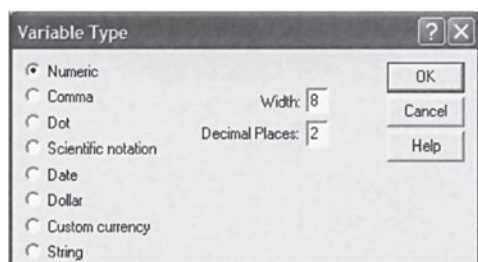 Variable Type
Numeric
Comma
Dot
Scientific notation
Date
Dollar
Custom currency
String
Width: 8
Decimal Places: 2
OK
Cancel
Help